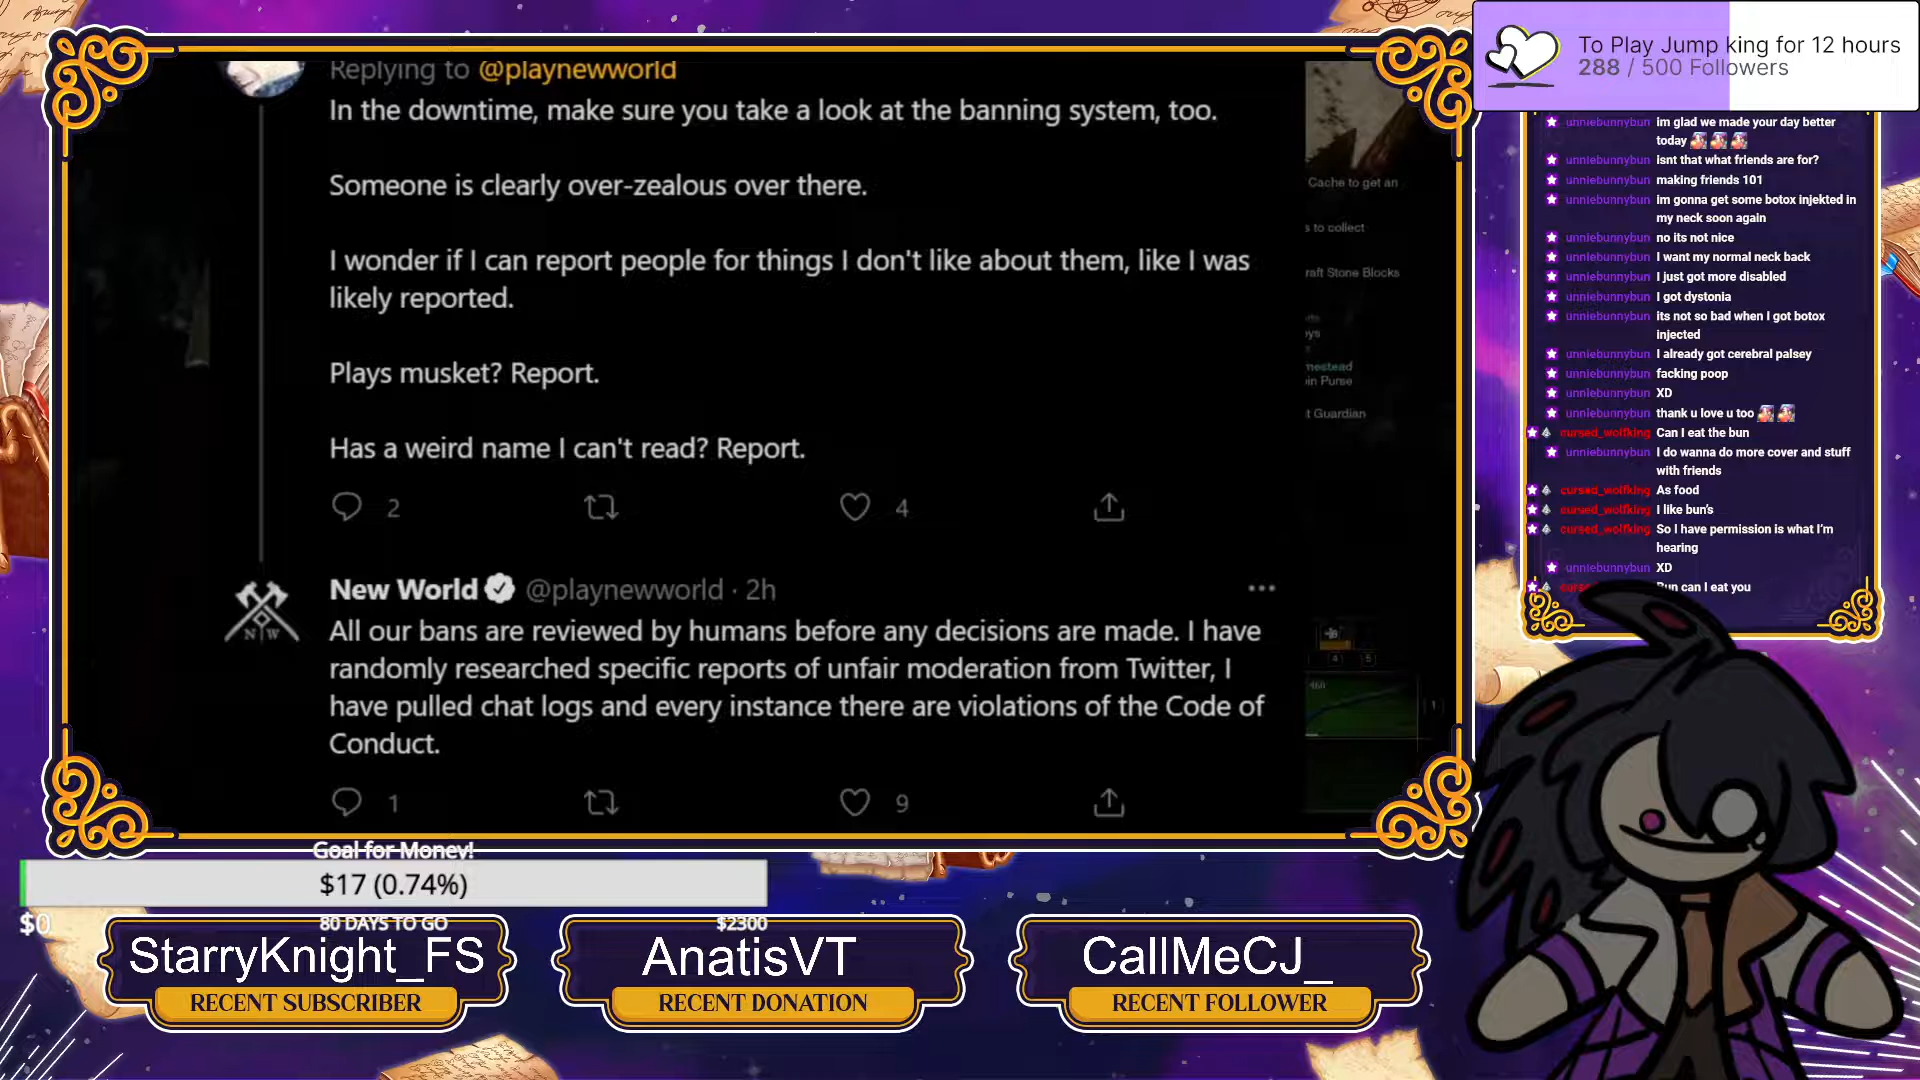 To Play Jump king for 12 hours
288 / 500 Followers
Replying to @playnewworld
In the downtime, make sure you take a look at the banning system, too.
Someone is clearly over-zealous over there.
I wonder if I can report people for things I don't like about them, like I was
likely reported.
Plays musket? Report.
Has a weird name I can't read? Report.
2
4
New World @playnewworld · 2h
All our bans are reviewed by humans before any decisions are made. I have
randomly researched specific reports of unfair moderation from Twitter, I
have pulled chat logs and every instance there are violations of the Code of
Conduct.
1
9
N W
Cache to get an
s to collect
raft Stone Blocks
ys
mestead
in Purse
t Guardian
4 5
unniebunnybun im glad we made your day better
today
unniebunnybun isnt that what friends are for?
unniebunnybun making friends 101
unniebunnybun im gonna get some botox injekted in
my neck soon again
unniebunnybun no its not nice
unniebunnybun I want my normal neck back
unniebunnybun I just got more disabled
unniebunnybun I got dystonia
unniebunnybun its not so bad when I got botox
injected
unniebunnybun I already got cerebral palsey
unniebunnybun facking poop
unniebunnybun XD
unniebunnybun thank u love u too
cursed_wolfking Can I eat the bun
unniebunnybun I do wanna do more cover and stuff
with friends
cursed_wolfking As food
cursed_wolfking I like bun's
cursed_wolfking So I have permission is what I'm
hearing
unniebunnybun XD
curs un can I eat you
Goal for Money!
$17 (0.74%)
$0
80 DAYS TO GO
$2300
StarryKnight_FS
RECENT SUBSCRIBER
AnatisVT
RECENT DONATION
CallMeCJ_
RECENT FOLLOWER